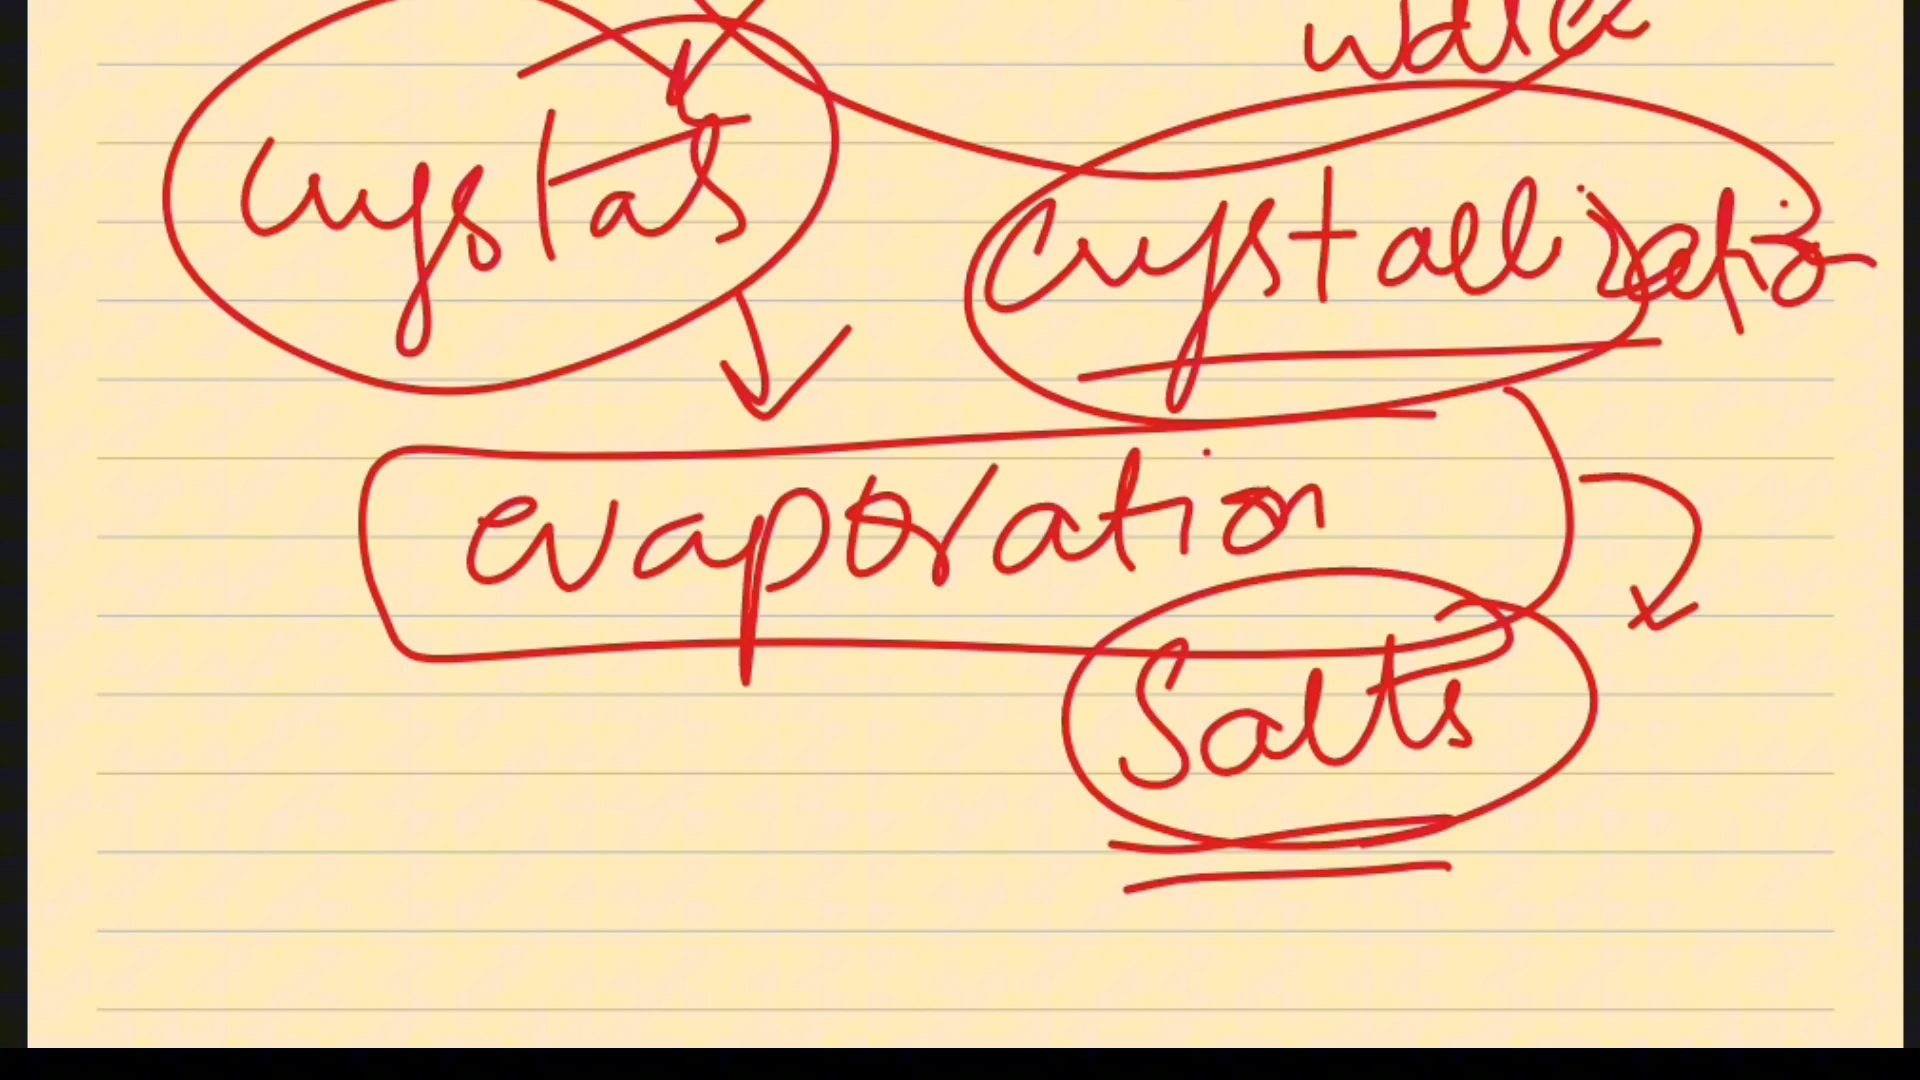 water
crystals
crystallization
evaporation
Salts